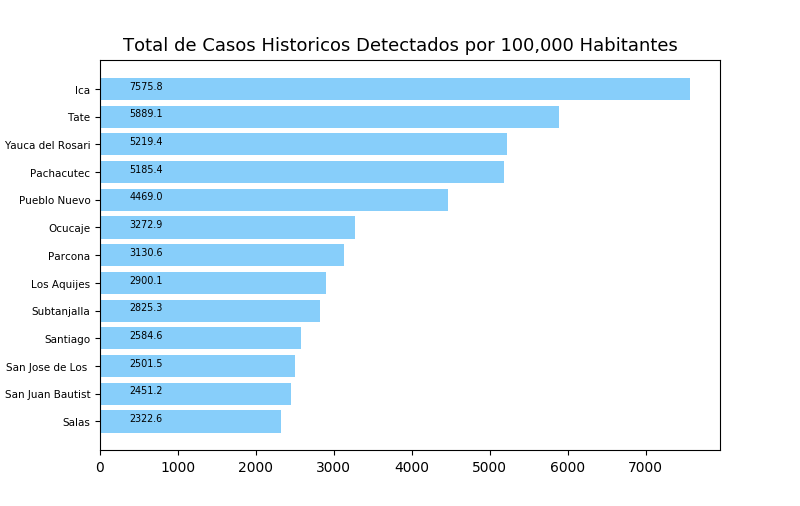 Total de Casos Historicos Detectados por 100,000 Habitantes
Ica 7575.8
Tate 5889.1
Yauca del Rosari 5219.4
Pachacutec 5185.4
Pueblo Nuevo 4469.0
Ocucaje 3272.9
Parcona 3130.6
Los Aquijes 2900.1
Subtanjalla 2825.3
Santiago 2584.6
San Jose de Los 2501.5
San Juan Bautist 2451.2
Salas 2322.6
0 1000 2000 3000 4000 5000 6000 7000